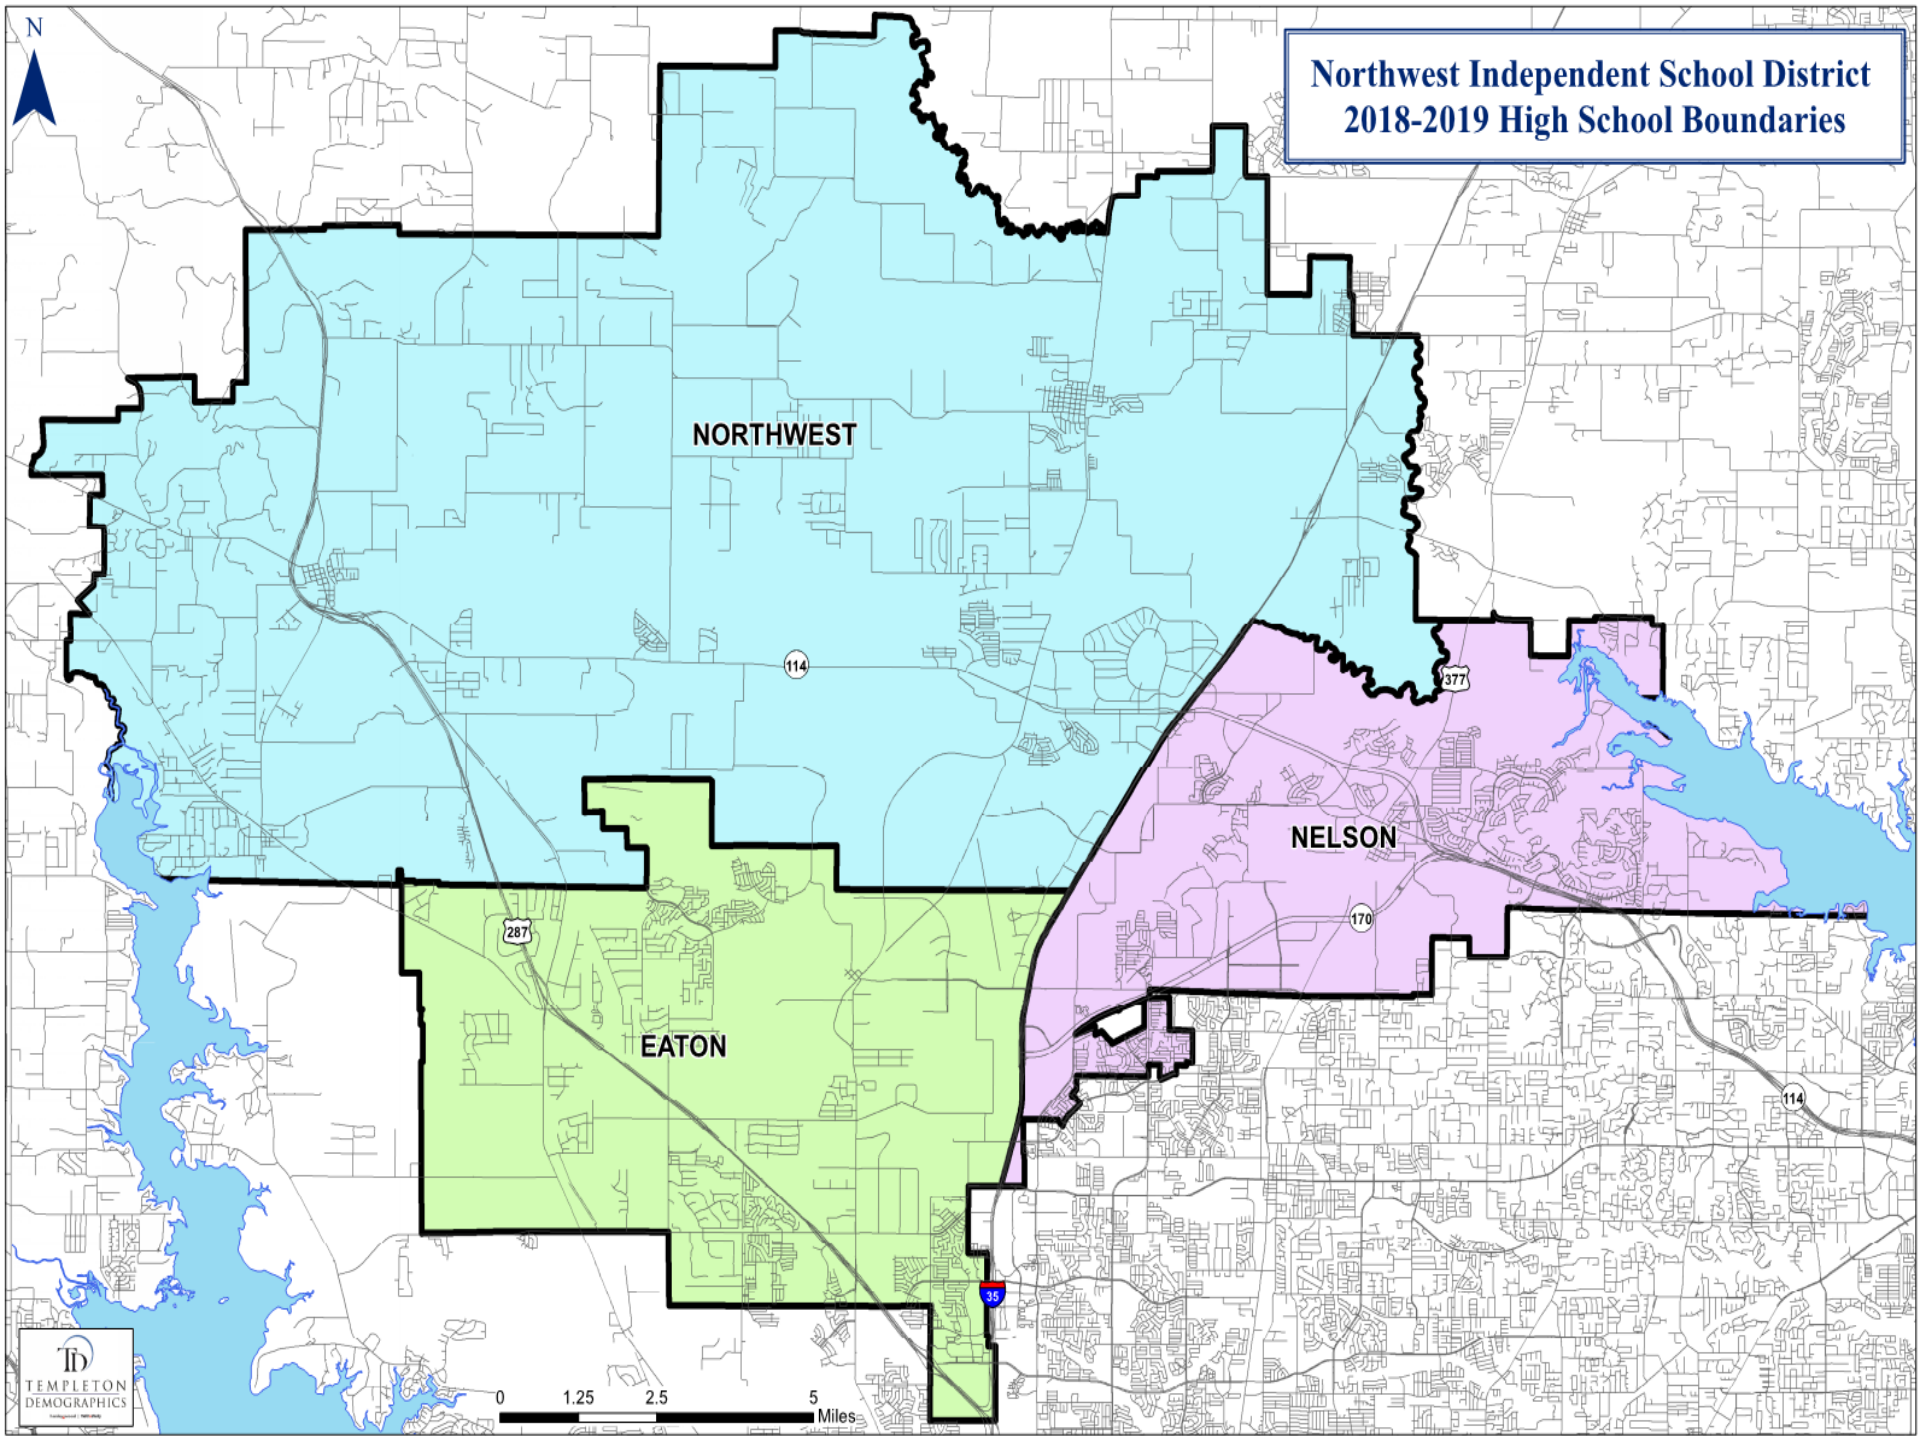 N
Northwest Independent School District
2018-2019 High School Boundaries
NORTHWEST
114
377
NELSON
170
287
EATON
114
35
TD
TEMPLETON
DEMOGRAPHICS
0 1.25 2.5 5
Miles